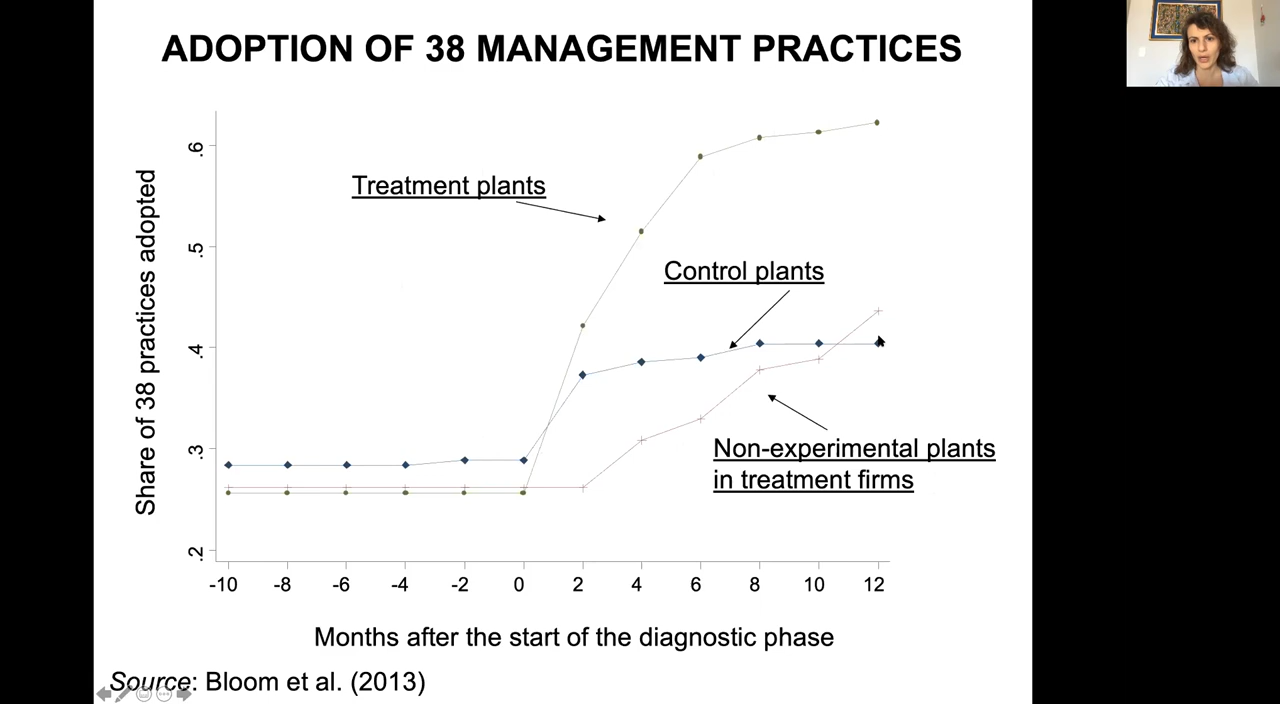 ADOPTION OF 38 MANAGEMENT PRACTICES
Share of 38 practices adopted
.6
.5
.4
.3
.2
Treatment plants
Control plants
Non-experimental plants
in treatment firms
-10 -8 -6 -4 -2 0 2 4 6 8 10 12
Months after the start of the diagnostic phase
Source: Bloom et al. (2013)